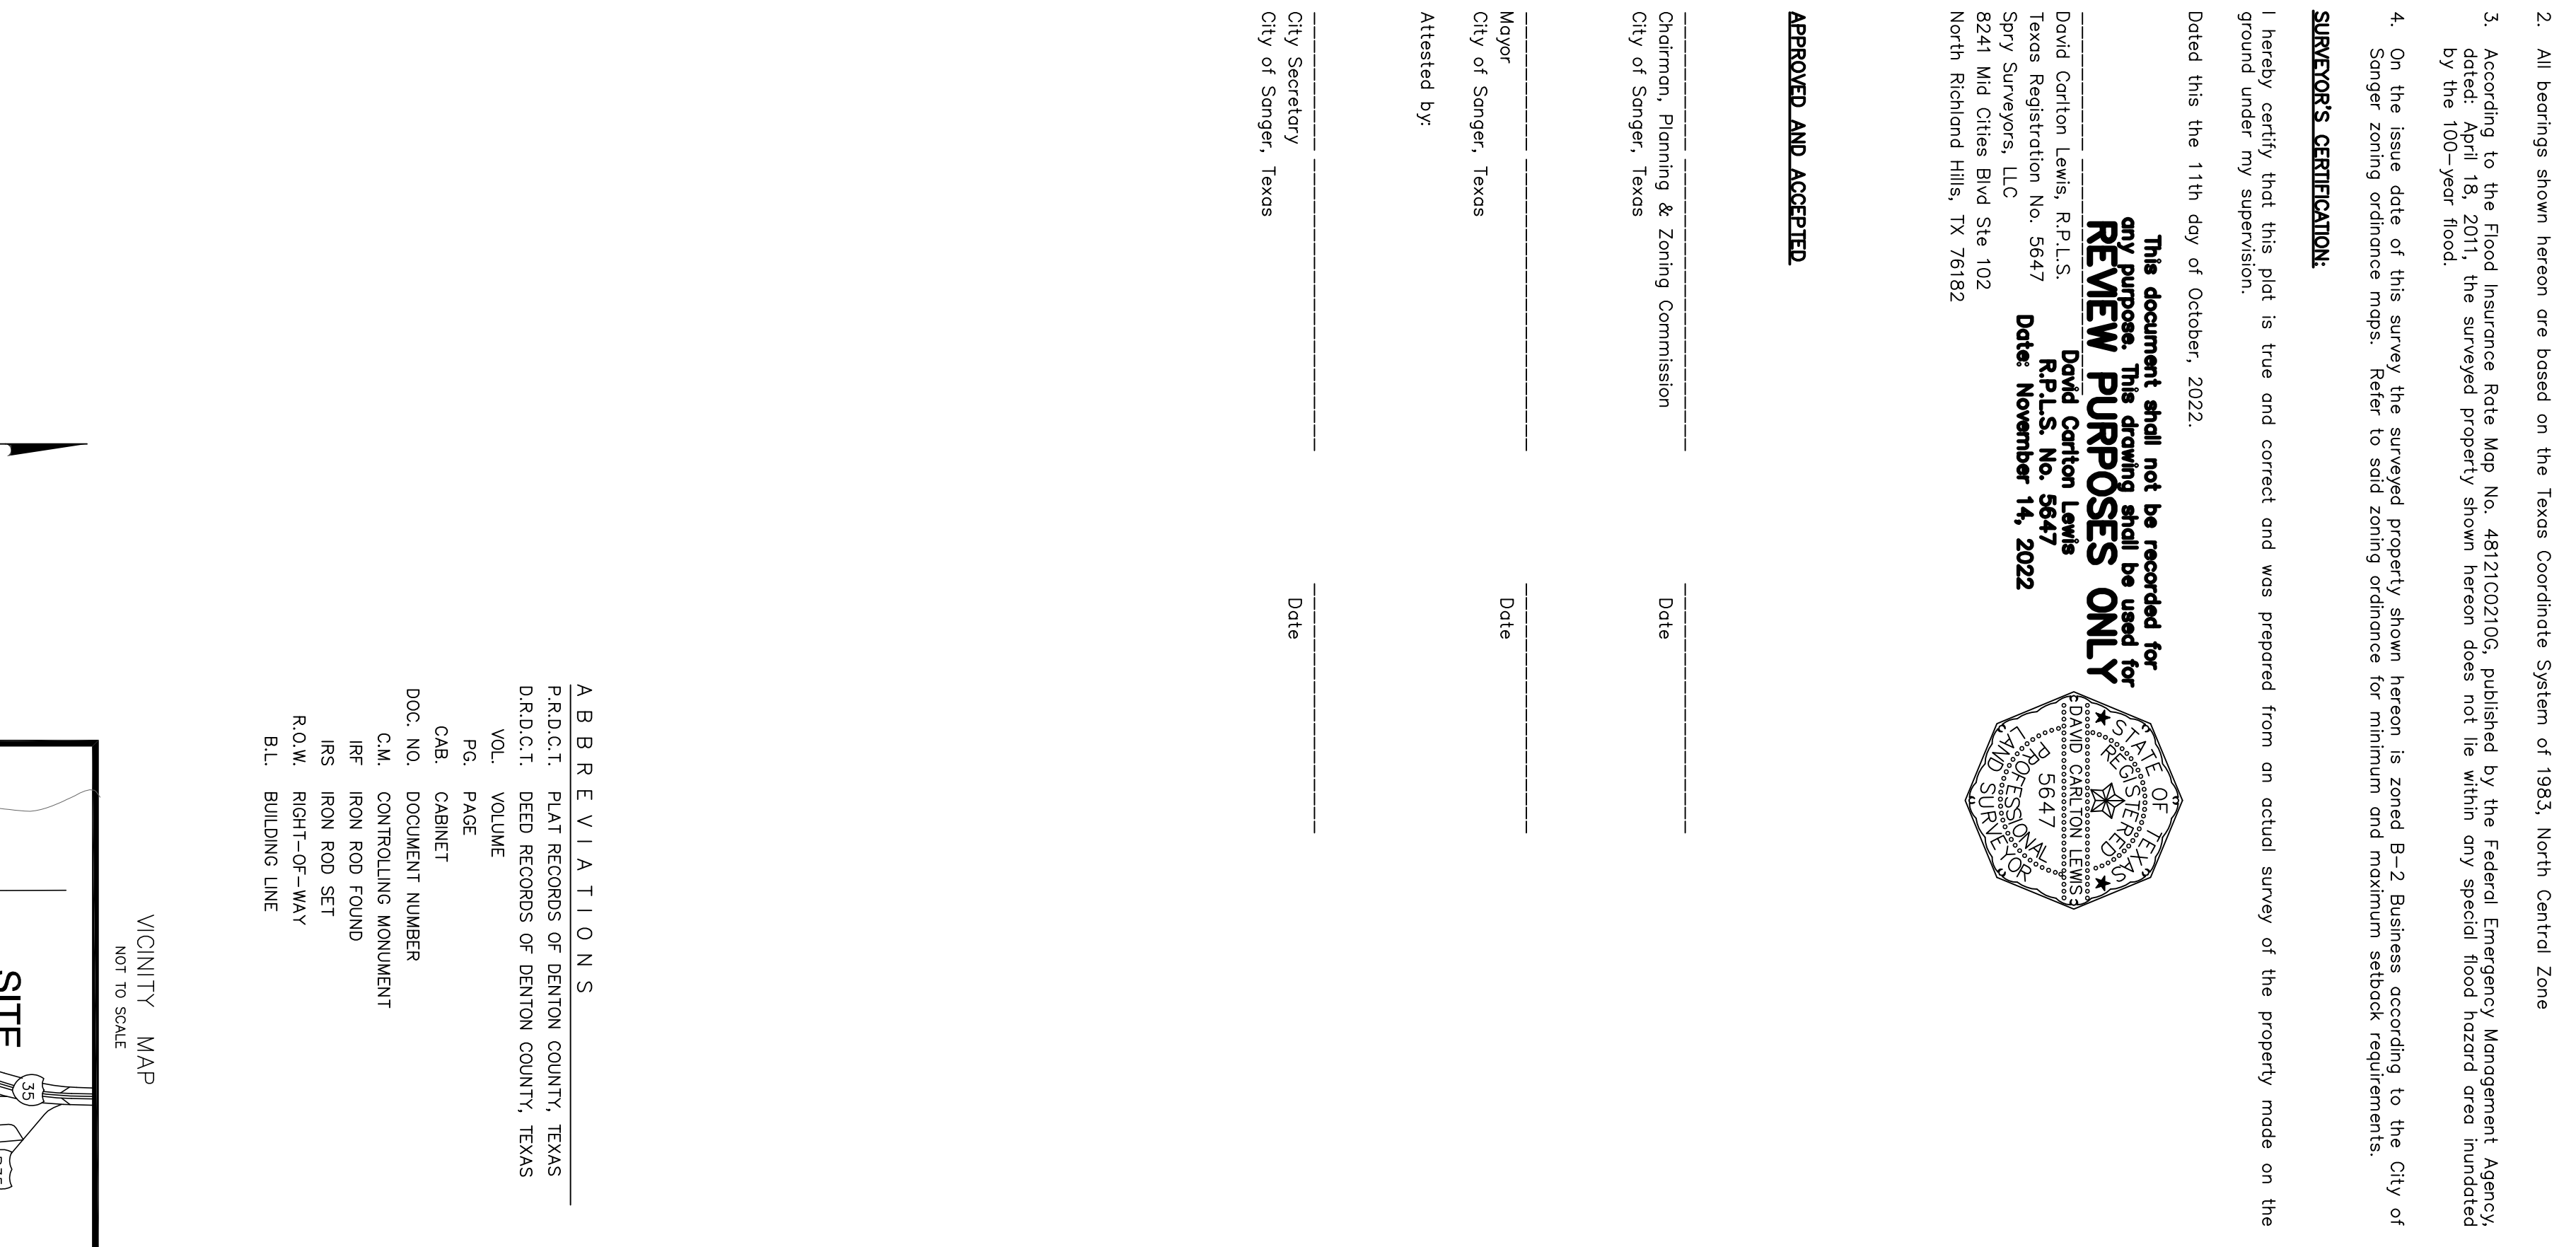 2. All bearings shown hereon are based on the Texas Coordinate System of 1983, North Central Zone
3. According to the Flood Insurance Rate Map No. 48121C0210G, published by the Federal Emergency Management Agency,
dated: April 18, 2011, the surveyed property shown hereon does not lie within any special flood hazard area inundated
by the 100-year flood.
4. On the issue date of this survey the surveyed property shown hereon is zoned B-2 Business according to the City of
Sanger zoning ordinance maps. Refer to said zoning ordinance for minimum and maximum setback requirements.
SURVEYOR'S CERTIFICATION:
I hereby certify that this plat is true and correct and was prepared from an actual survey of the property made on the
ground under my supervision.
Dated this the 11th day of October, 2022.
This document shall not be recorded for
any purpose. This drawing shall be used for
REVIEW PURPOSES ONLY
David Carlton Lewis
R.P.L.S. No. 5647
Date: November 14, 2022
David Carlton Lewis, R.P.L.S.
Texas Registration No. 5647
Spry Surveyors, LLC
8241 Mid Cities Blvd Ste 102
North Richland Hills, TX 76182
STATE OF TEXAS
REGISTERED
DAVID CARLTON LEWIS
5647
PROFESSIONAL
LAND SURVEYOR
APPROVED AND ACCEPTED
Chairman, Planning & Zoning Commission
City of Sanger, Texas
Date
Mayor
City of Sanger, Texas
Date
Attested by:
City Secretary
City of Sanger, Texas
Date
ABBREVIATIONS
P.R.D.C.T. PLAT RECORDS OF DENTON COUNTY, TEXAS
D.R.D.C.T. DEED RECORDS OF DENTON COUNTY, TEXAS
VOL. VOLUME
PG. PAGE
CAB. CABINET
DOC. NO. DOCUMENT NUMBER
C.M. CONTROLLING MONUMENT
IRF IRON ROD FOUND
IRS IRON ROD SET
R.O.W. RIGHT-OF-WAY
B.L. BUILDING LINE
VICINITY MAP
NOT TO SCALE
SITE
35